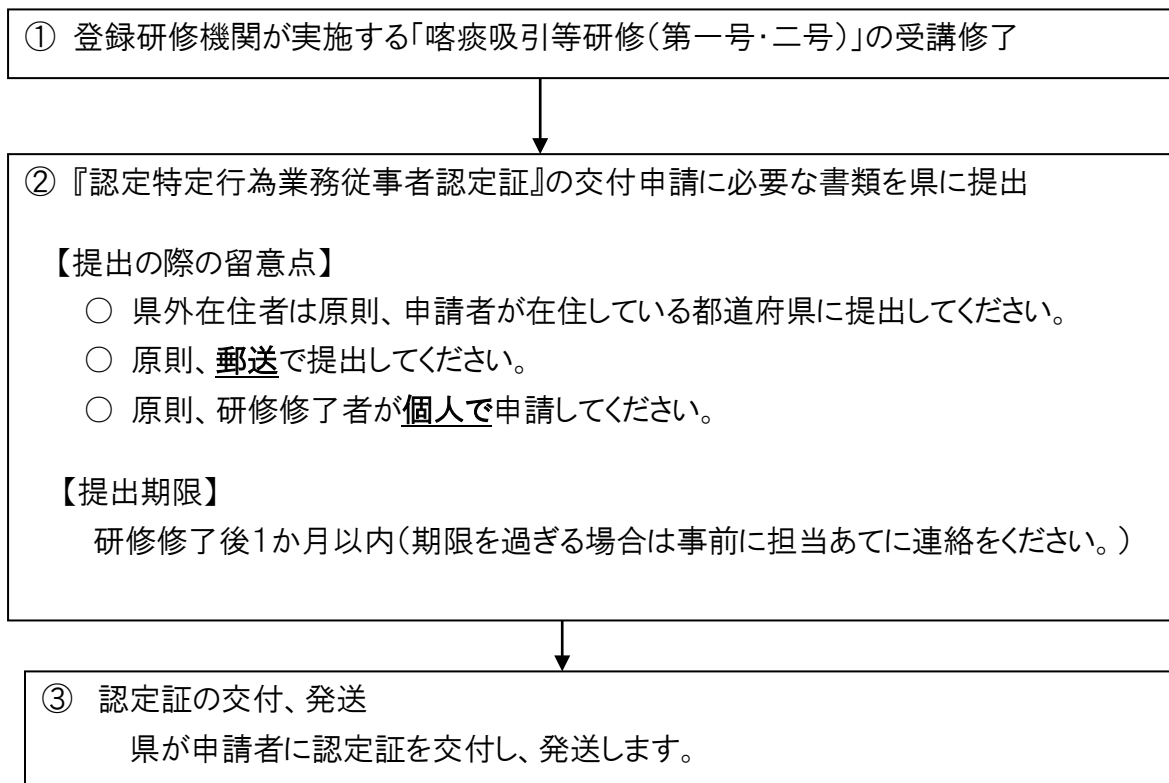 ① 登録研修機関が実施する「喀痰吸引等研修(第一号・二号)」の受講修了
② 『認定特定行為業務従事者認定証』の交付申請に必要な書類を県に提出
【提出の際の留意点】
○ 県外在住者は原則、申請者が在住している都道府県に提出してください。
○ 原則、郵送で提出してください。
○ 原則、研修修了者が個人で申請してください。
【提出期限】
研修修了後1か月以内(期限を過ぎる場合は事前に担当あてに連絡をください。)
③ 認定証の交付、発送
県が申請者に認定証を交付し、発送します。